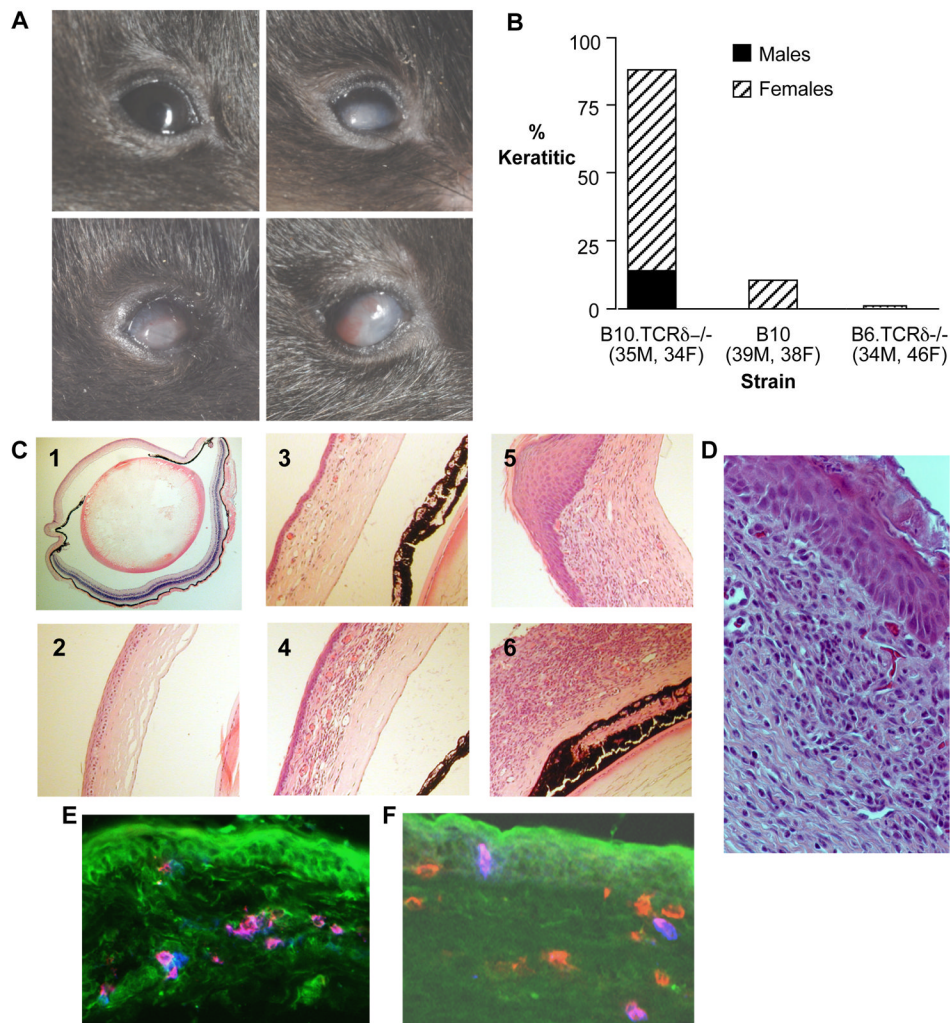 A
B
100
75
%
Keratitic
50
25
0
Males
Females
B10.TCRδ−/− B10 B6.TCRδ-/-
(35M, 34F) (39M, 38F) (34M, 46F)
Strain
C
1
3
5
D
2
4
6
E
F